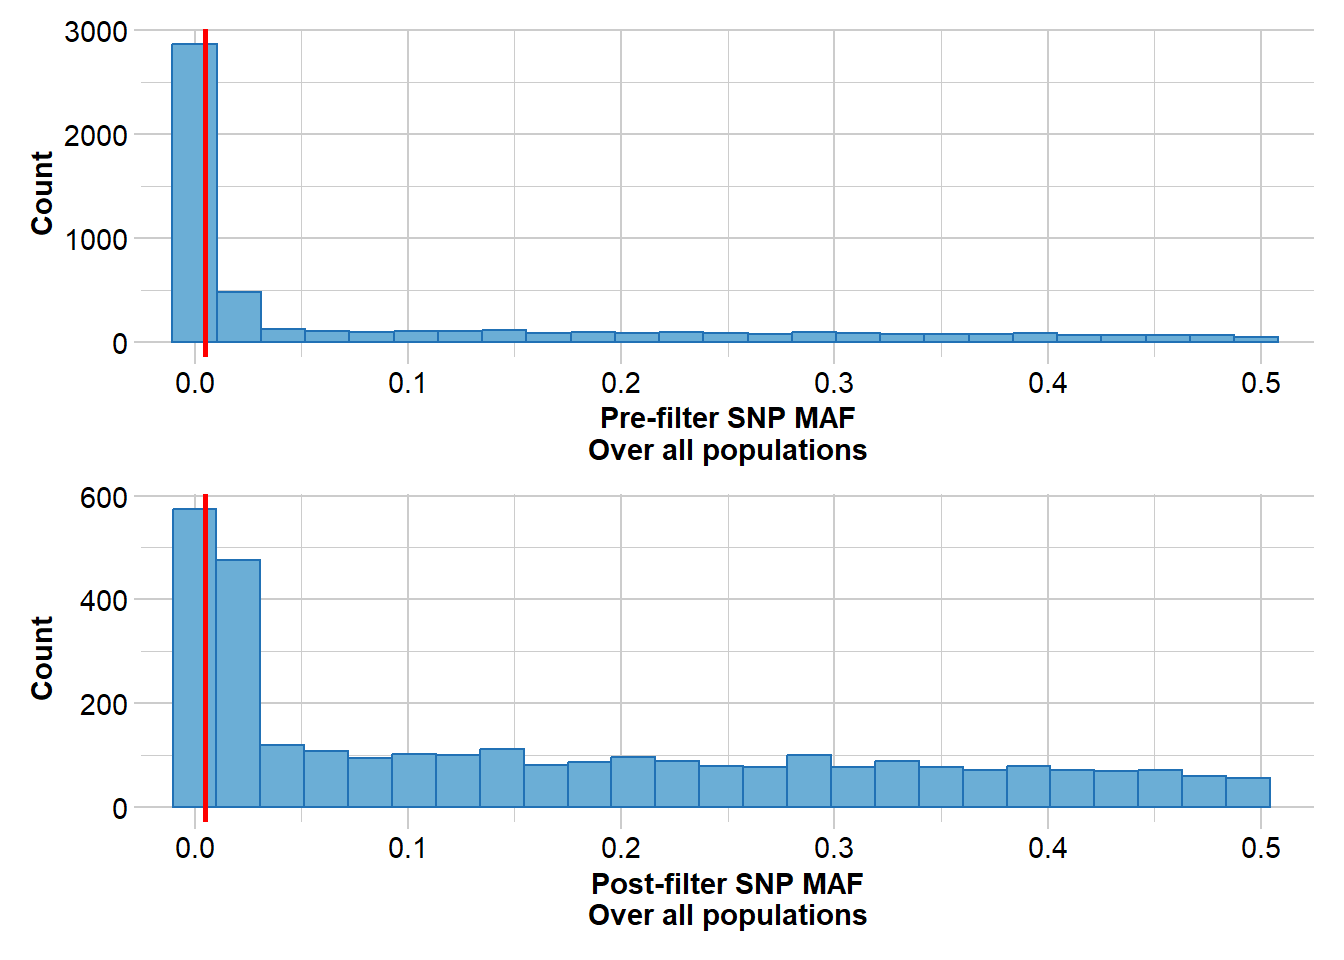 3000
2000
1000
0
Count
0.0 0.1 0.2 0.3 0.4 0.5
Pre-filter SNP MAF
Over all populations
600
400
200
0
Count
0.0 0.1 0.2 0.3 0.4 0.5
Post-filter SNP MAF
Over all populations